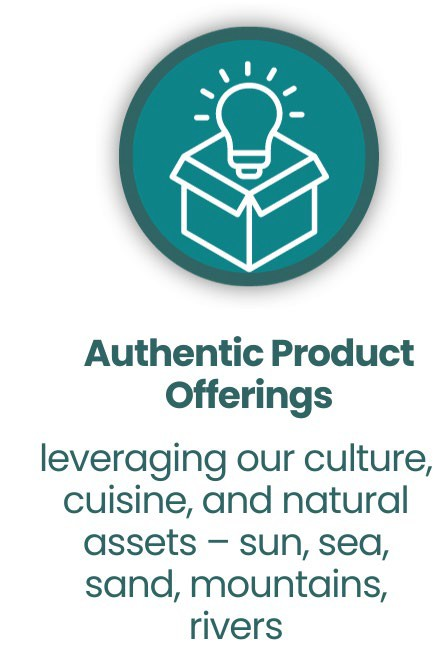 Authentic Product
Offerings
leveraging our culture,
cuisine, and natural
assets – sun, sea,
sand, mountains,
rivers